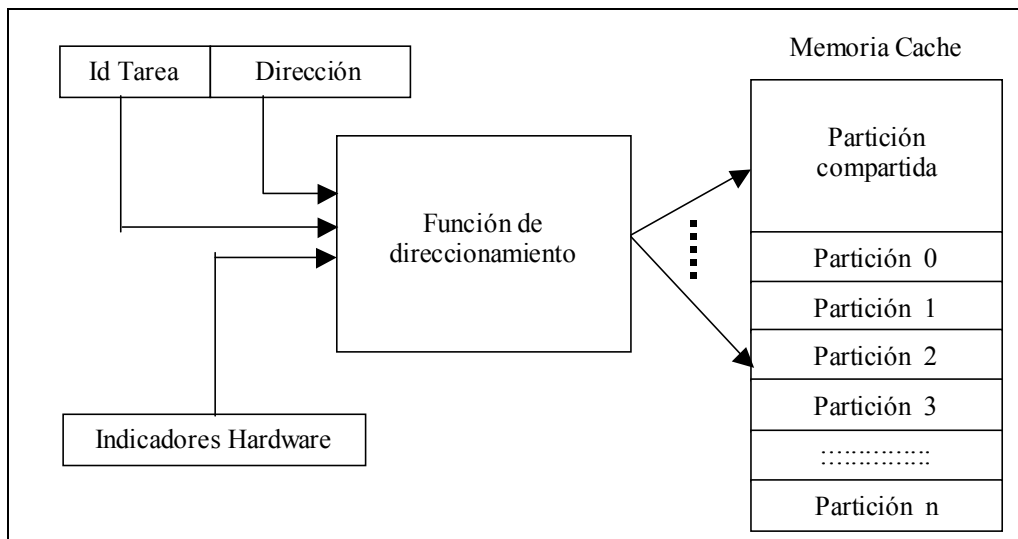 Id Tarea
Dirección
Memoria Cache
Partición
compartida
Función de
direccionamiento
Partición 0
Partición 1
Partición 2
Partición 3
Indicadores Hardware
Partición n